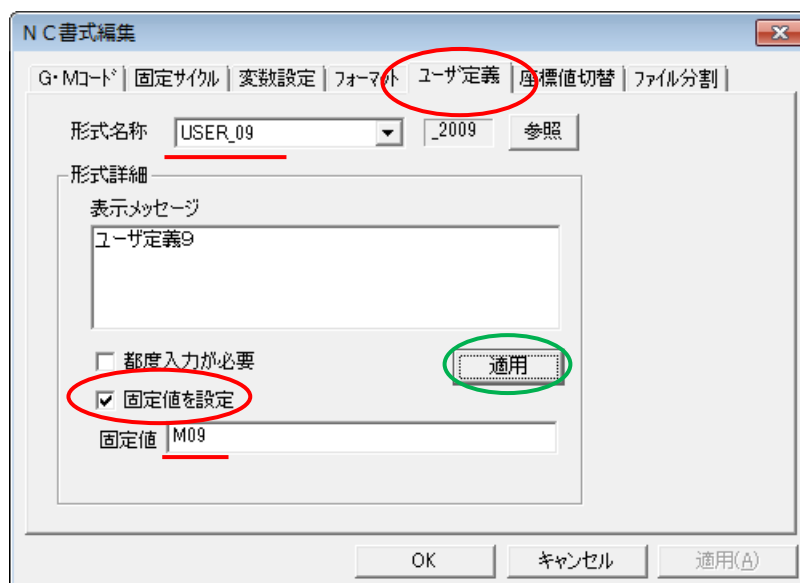 ＮＣ書式編集
G・Mｺｰﾄﾞ 固定ｻｲｸﾙ 変数設定 ﾌｫｰﾏｯﾄ ﾕｰｻﾞ定義 座標値切替 ﾌｧｲﾙ分割
形式名称 USER_09 _2009 参照
形式詳細
表示メッセージ
ユーザ定義9
都度入力が必要
適用
固定値を設定
固定値 M09
OK キャンセル 適用(A)